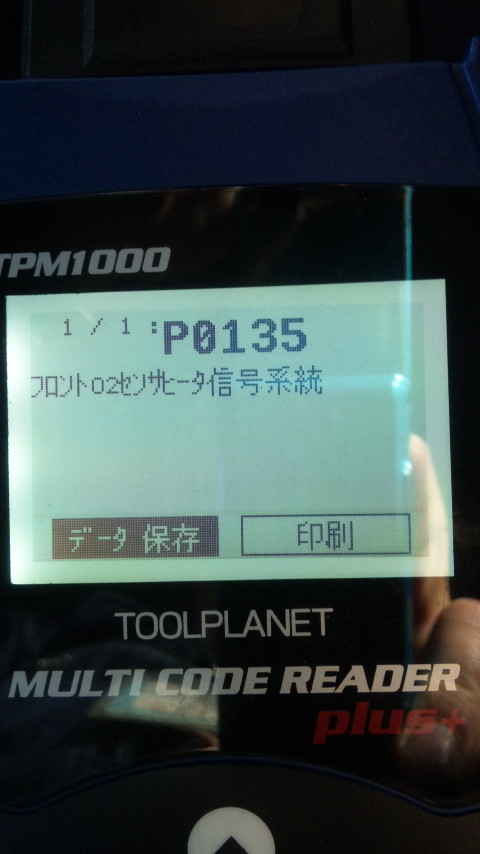 TPM1000
1 / 1 : P0135
フロントO2センサヒータ信号系統
データ 保存
印刷
TOOLPLANET
MULTI CODE READER
plus+